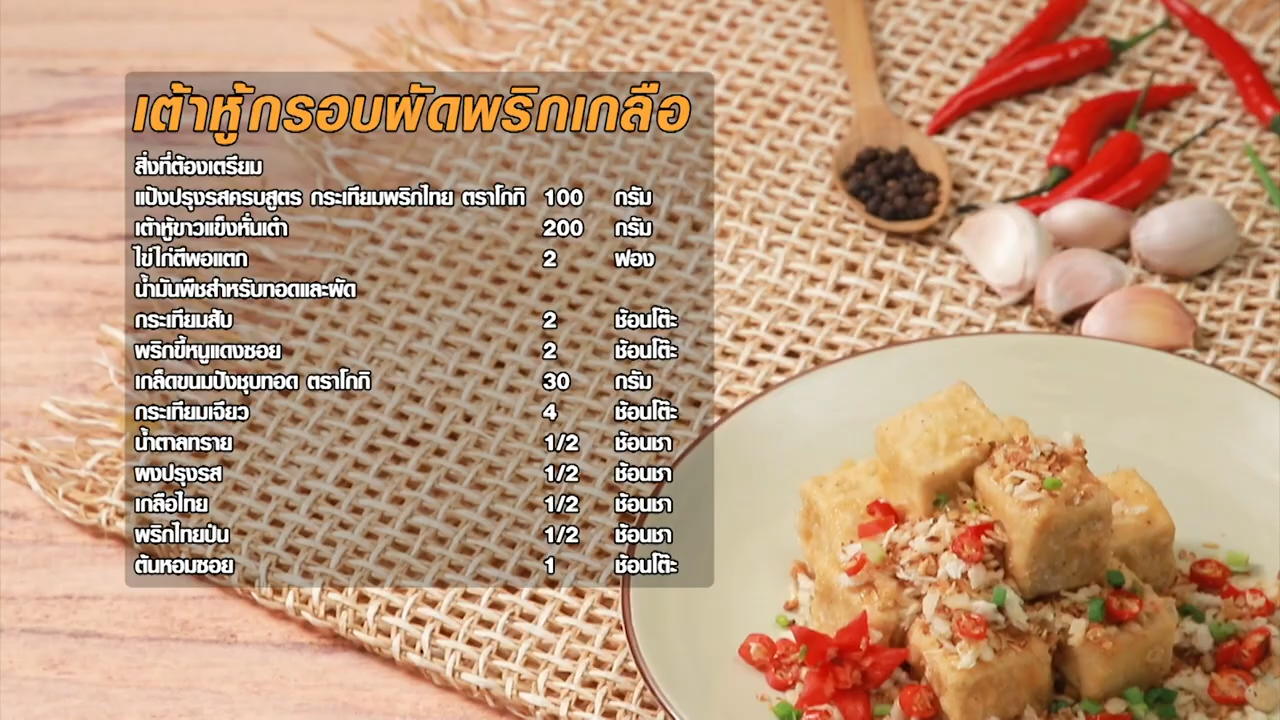 เต้าหู้กรอบผัดพริกเกลือ
สิ่งที่ต้องเตรียม
แป้งปรุงรสครบสูตร กระเทียมพริกไทย ตราโกกิ 100 กรัม
เต้าหู้ขาวแข็งหั่นเต๋า 200 กรัม
ไข่ไก่ตีพอแตก 2 ฟอง
น้ำมันพืชสำหรับทอดและผัด
กระเทียมสับ 2 ช้อนโต๊ะ
พริกขี้หนูแดงซอย 2 ช้อนโต๊ะ
เกล็ดขนมปังชุบทอด ตราโกกิ 30 กรัม
กระเทียมเจียว 4 ช้อนโต๊ะ
น้ำตาลทราย 1/2 ช้อนชา
ผงปรุงรส 1/2 ช้อนชา
เกลือไทย 1/2 ช้อนชา
พริกไทยป่น 1/2 ช้อนชา
ต้นหอมซอย 1 ช้อนโต๊ะ